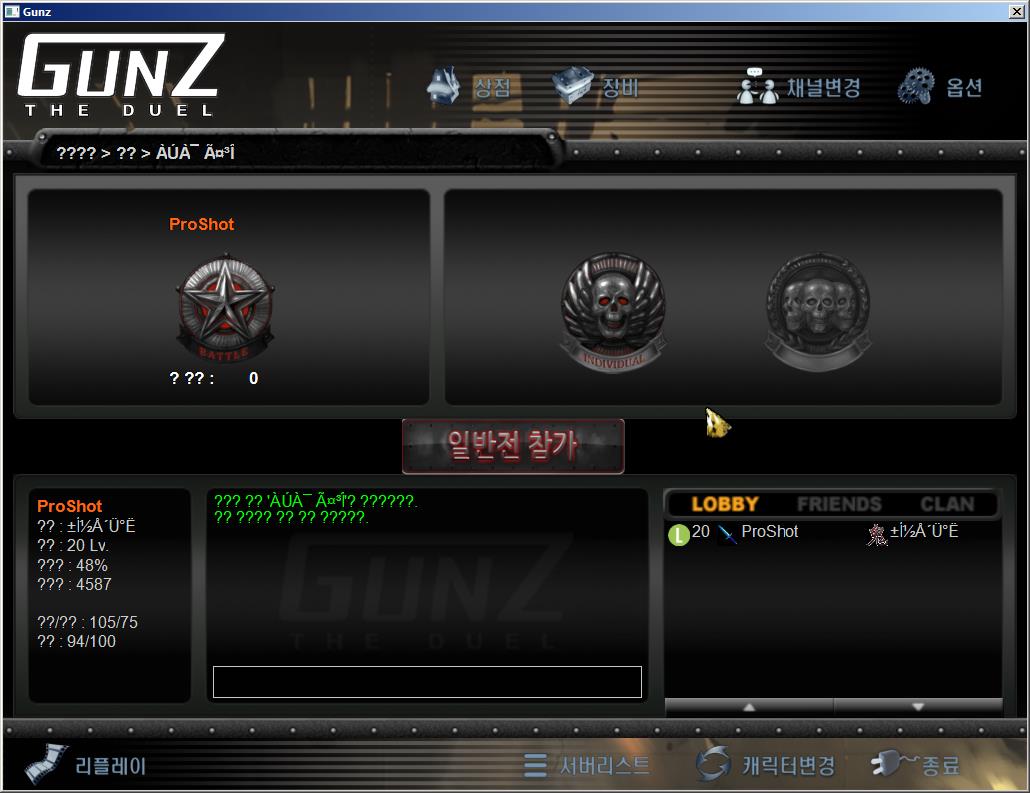 Gunz
GUNZ
THE DUEL
상점 장비 채널변경 옵션
???? > ?? > ÀÚÀ¯ Ã¤³Î
ProShot
BATTLE
? ?? : 0
INDIVIDUAL
일반전 참가
ProShot
?? : ±Í½Å´Ü°Ë
?? : 20 Lv.
??? : 48%
??? : 4587
??/?? : 105/75
?? : 94/100
??? ?? 'ÀÚÀ¯ Ã¤³Î'? ??????.
?? ???? ?? ?? ?????.
GUNZ
THE DUEL
LOBBY FRIENDS CLAN
L 20 ProShot ±Í½Å´Ü°Ë
리플레이 서버리스트 캐릭터변경 종료